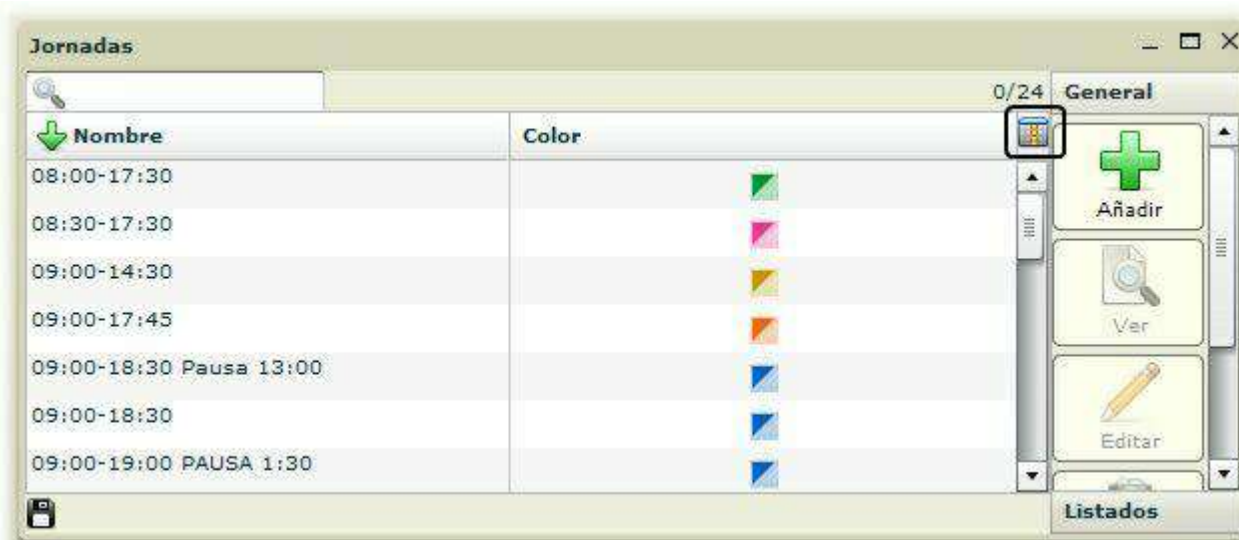 Jornadas
0/24
General
Nombre
Color
08:00-17:30
08:30-17:30
09:00-14:30
09:00-17:45
09:00-18:30 Pausa 13:00
09:00-18:30
09:00-19:00 PAUSA 1:30
Añadir
Ver
Editar
Listados